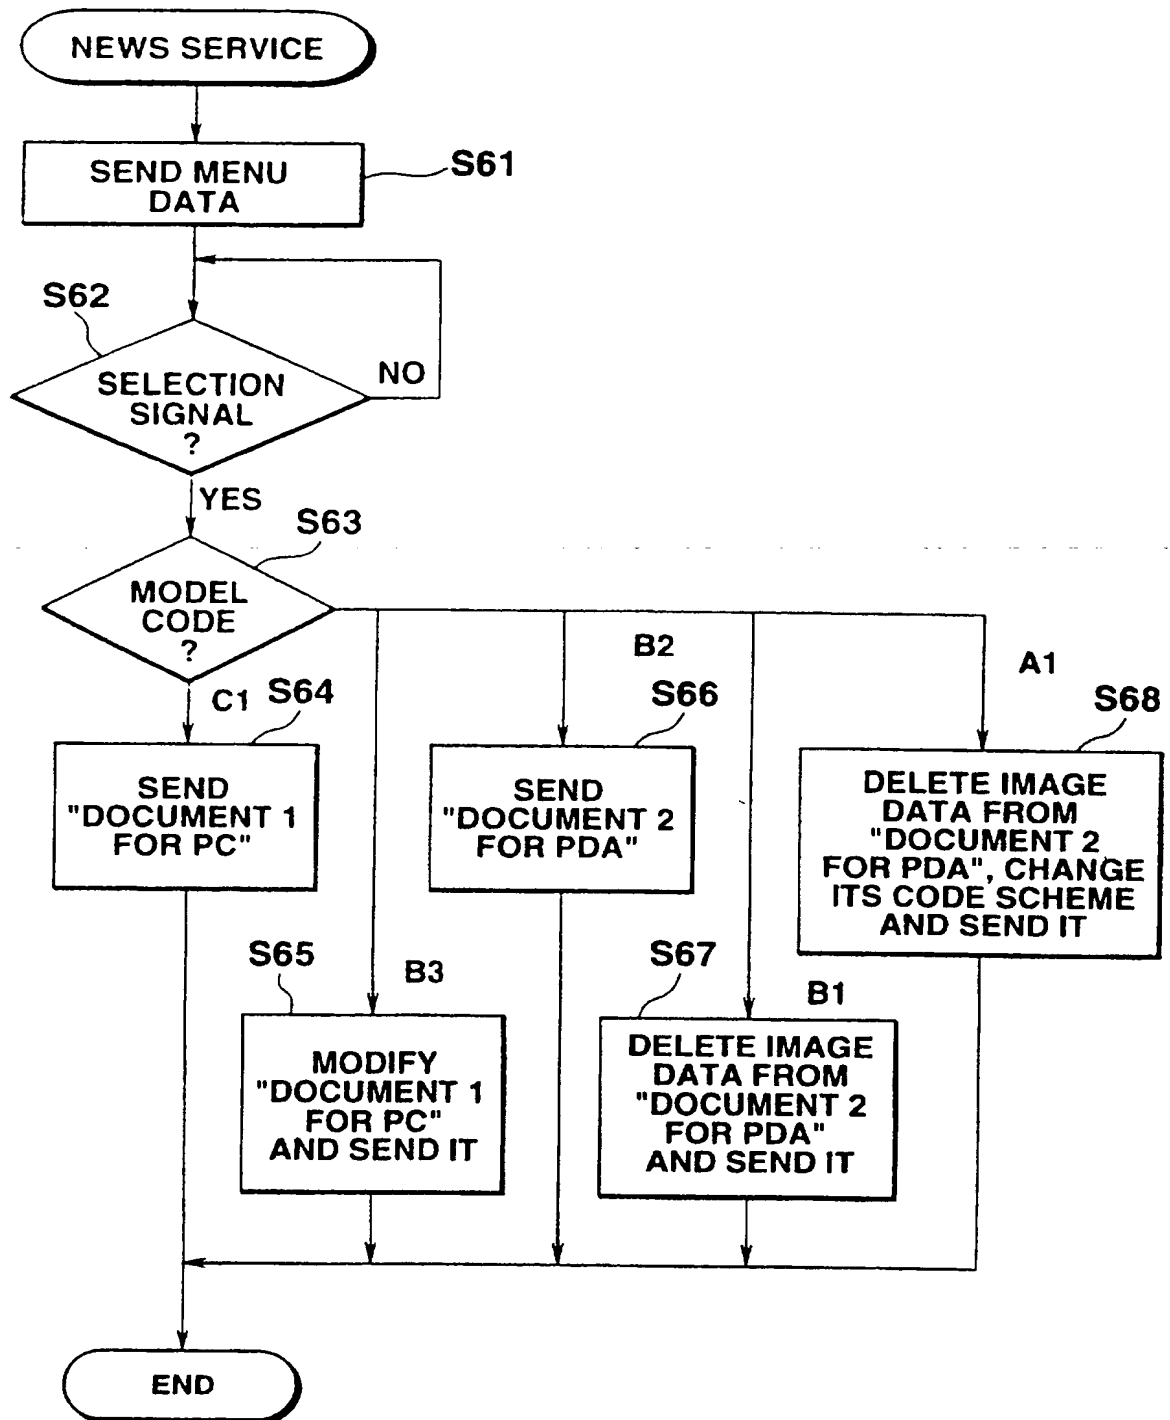 NEWS SERVICE
SEND MENU
DATA
S61
S62
SELECTION
SIGNAL
?
NO
YES
S63
MODEL
CODE
?
C1
S64
SEND
"DOCUMENT 1
FOR PC"
B3
S65
MODIFY
"DOCUMENT 1
FOR PC"
AND SEND IT
B2
S66
SEND
"DOCUMENT 2
FOR PDA"
B1
S67
DELETE IMAGE
DATA FROM
"DOCUMENT 2
FOR PDA"
AND SEND IT
A1
S68
DELETE IMAGE
DATA FROM
"DOCUMENT 2
FOR PDA", CHANGE
ITS CODE SCHEME
AND SEND IT
END